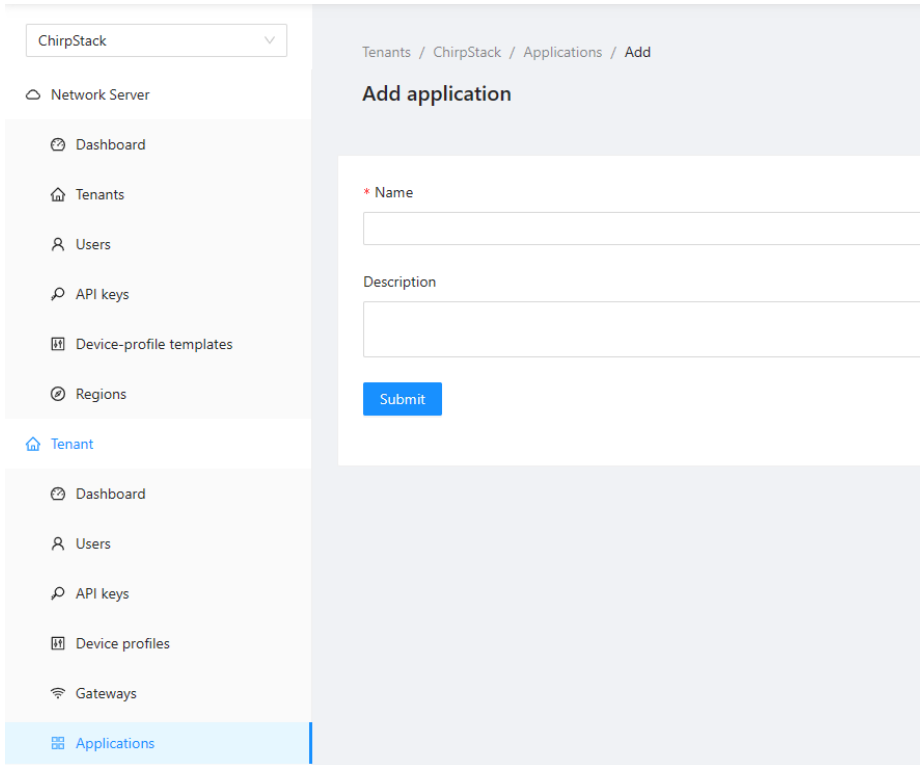 ChirpStack
Network Server
Dashboard
Tenants
Users
API keys
Device-profile templates
Regions
Tenant
Dashboard
Users
API keys
Device profiles
Gateways
Applications
Tenants / ChirpStack / Applications / Add
Add application
* Name
Description
Submit